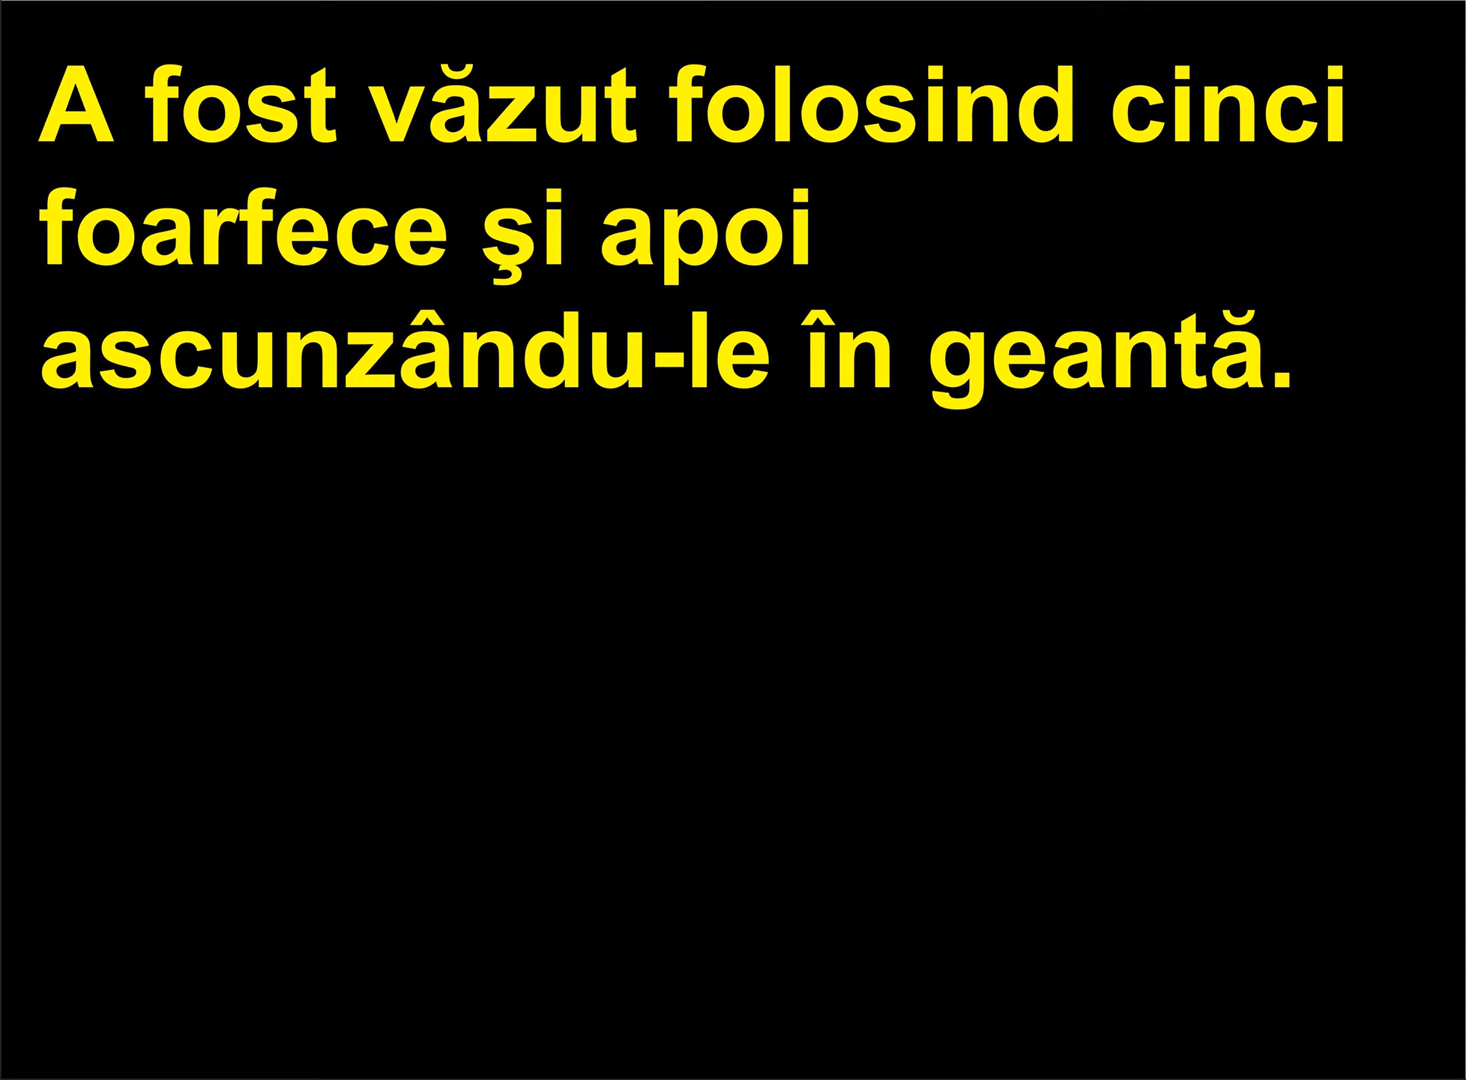 A fost văzut folosind cinci
foarfece şi apoi
ascunzându-le în geantă.